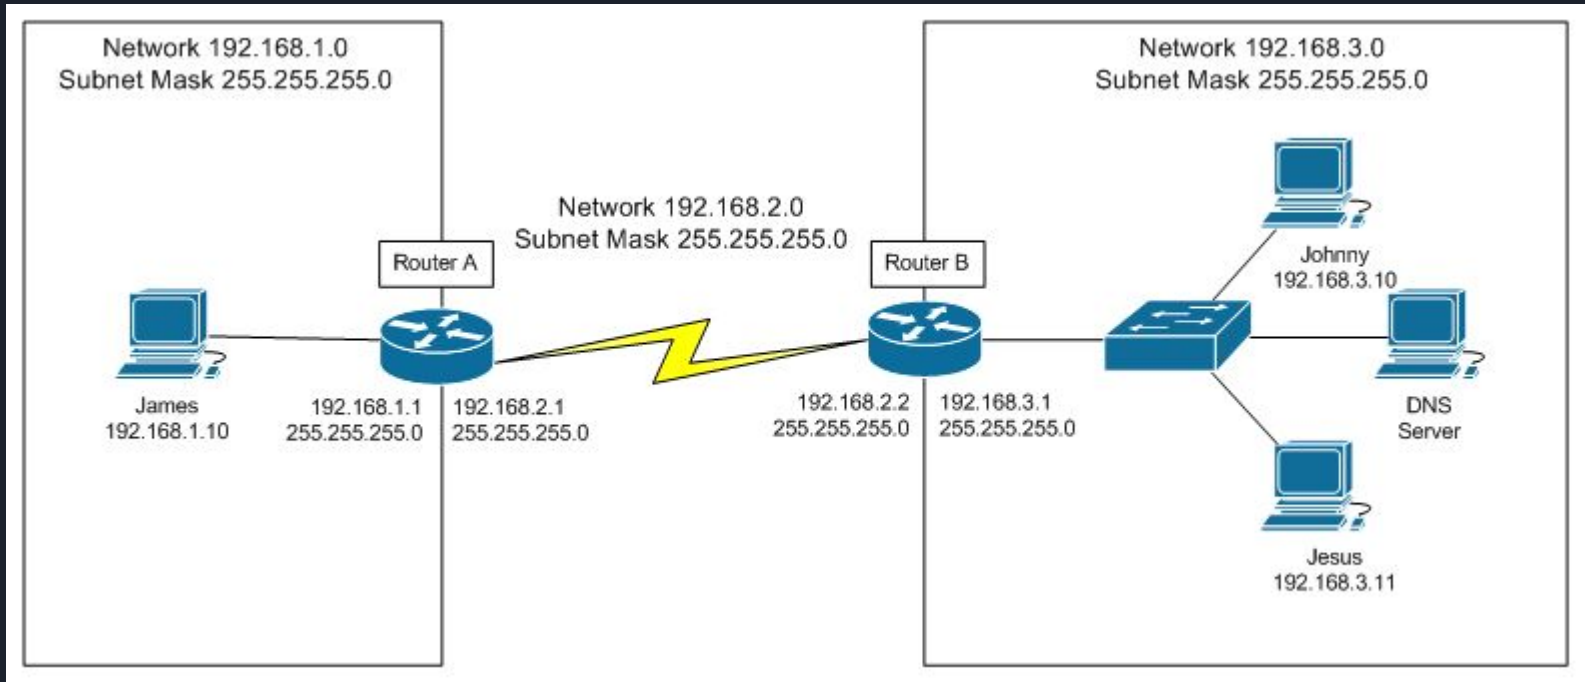 Network 192.168.1.0
Subnet Mask 255.255.255.0
Network 192.168.3.0
Subnet Mask 255.255.255.0
Network 192.168.2.0
Subnet Mask 255.255.255.0
Router A
Router B
Johnny
192.168.3.10
James
192.168.1.10
192.168.1.1
255.255.255.0
192.168.2.1
255.255.255.0
192.168.2.2
255.255.255.0
192.168.3.1
255.255.255.0
DNS
Server
Jesus
192.168.3.11